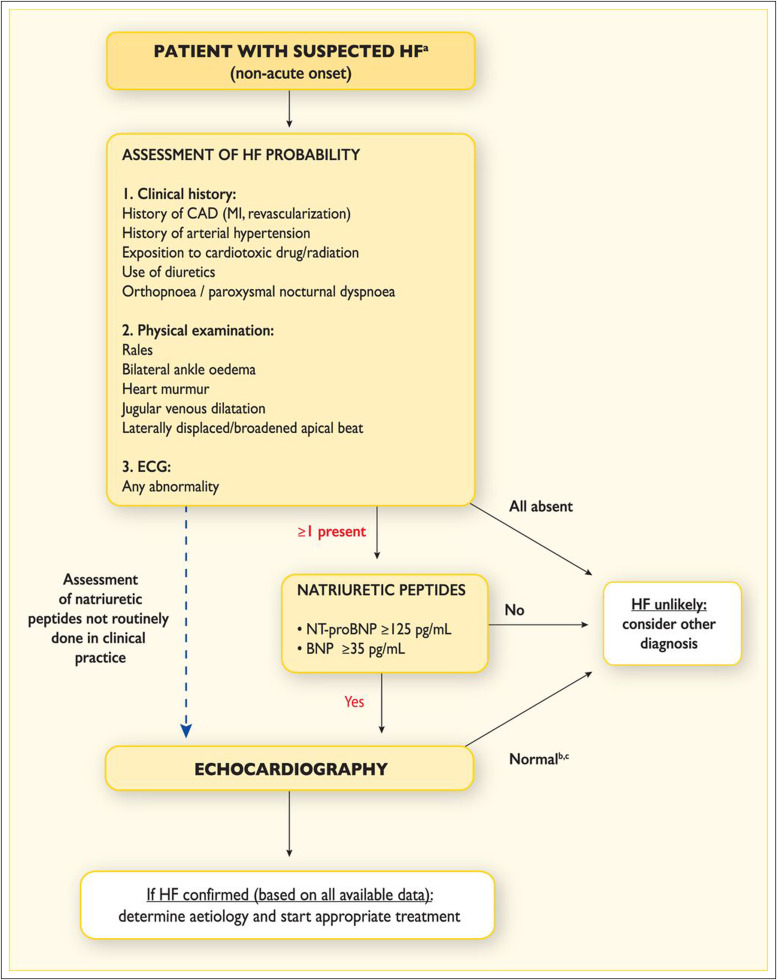 PATIENT WITH SUSPECTED HFa
(non-acute onset)
ASSESSMENT OF HF PROBABILITY
1. Clinical history:
History of CAD (MI, revascularization)
History of arterial hypertension
Exposition to cardiotoxic drug/radiation
Use of diuretics
Orthopnoea / paroxysmal nocturnal dyspnoea
2. Physical examination:
Rales
Bilateral ankle oedema
Heart murmur
Jugular venous dilatation
Laterally displaced/broadened apical beat
3. ECG:
Any abnormality
≥1 present
All absent
Assessment
of natriuretic
peptides not routinely
done in clinical
practice
NATRIURETIC PEPTIDES
• NT-proBNP ≥125 pg/mL
• BNP ≥35 pg/mL
No
HF unlikely:
consider other
diagnosis
Yes
ECHOCARDIOGRAPHY
Normalb,c
If HF confirmed (based on all available data):
determine aetiology and start appropriate treatment